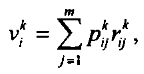 $v_i^k = \sum_{j=1}^{m} p_{ij}^k r_{ij}^k,$